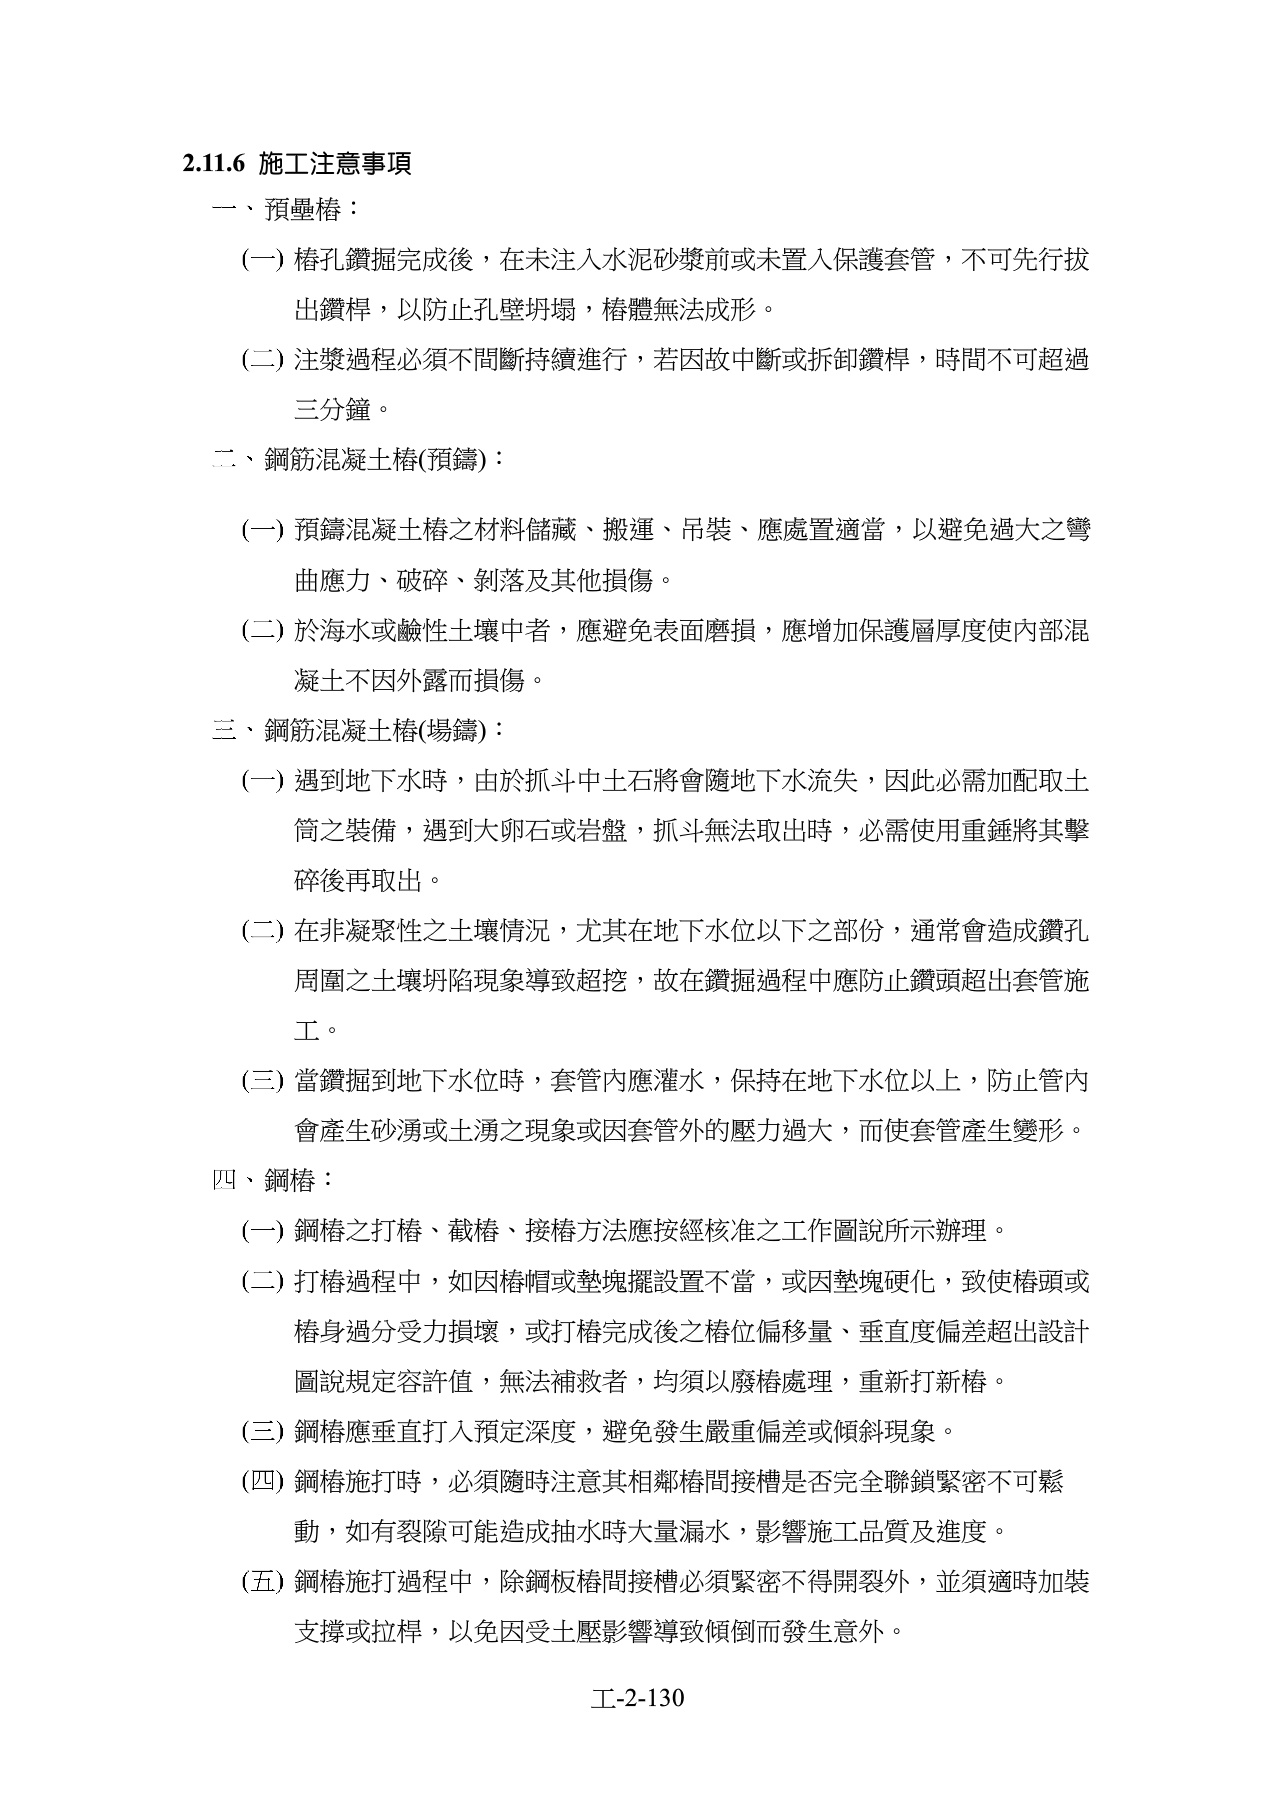 2.11.6 施工注意事項
一、預壘樁：
(一) 樁孔鑽掘完成後，在未注入水泥砂漿前或未置入保護套管，不可先行拔
出鑽桿，以防止孔壁坍塌，樁體無法成形。
(二) 注漿過程必須不間斷持續進行，若因故中斷或拆卸鑽桿，時間不可超過
三分鐘。
二、鋼筋混凝土樁(預鑄)：
(一) 預鑄混凝土樁之材料儲藏、搬運、吊裝、應處置適當，以避免過大之彎
曲應力、破碎、剝落及其他損傷。
(二) 於海水或鹼性土壤中者，應避免表面磨損，應增加保護層厚度使內部混
凝土不因外露而損傷。
三、鋼筋混凝土樁(場鑄)：
(一) 遇到地下水時，由於抓斗中土石將會隨地下水流失，因此必需加配取土
筒之裝備，遇到大卵石或岩盤，抓斗無法取出時，必需使用重錘將其擊
碎後再取出。
(二) 在非凝聚性之土壤情況，尤其在地下水位以下之部份，通常會造成鑽孔
周圍之土壤坍陷現象導致超挖，故在鑽掘過程中應防止鑽頭超出套管施
工。
(三) 當鑽掘到地下水位時，套管內應灌水，保持在地下水位以上，防止管內
會產生砂湧或土湧之現象或因套管外的壓力過大，而使套管產生變形。
四、鋼樁：
(一) 鋼樁之打樁、截樁、接樁方法應按經核准之工作圖說所示辦理。
(二) 打樁過程中，如因樁帽或墊塊擺設置不當，或因墊塊硬化，致使樁頭或
樁身過分受力損壞，或打樁完成後之樁位偏移量、垂直度偏差超出設計
圖說規定容許值，無法補救者，均須以廢樁處理，重新打新樁。
(三) 鋼樁應垂直打入預定深度，避免發生嚴重偏差或傾斜現象。
(四) 鋼樁施打時，必須隨時注意其相鄰樁間接槽是否完全聯鎖緊密不可鬆
動，如有裂隙可能造成抽水時大量漏水，影響施工品質及進度。
(五) 鋼樁施打過程中，除鋼板樁間接槽必須緊密不得開裂外，並須適時加裝
支撐或拉桿，以免因受土壓影響導致傾倒而發生意外。
工-2-130